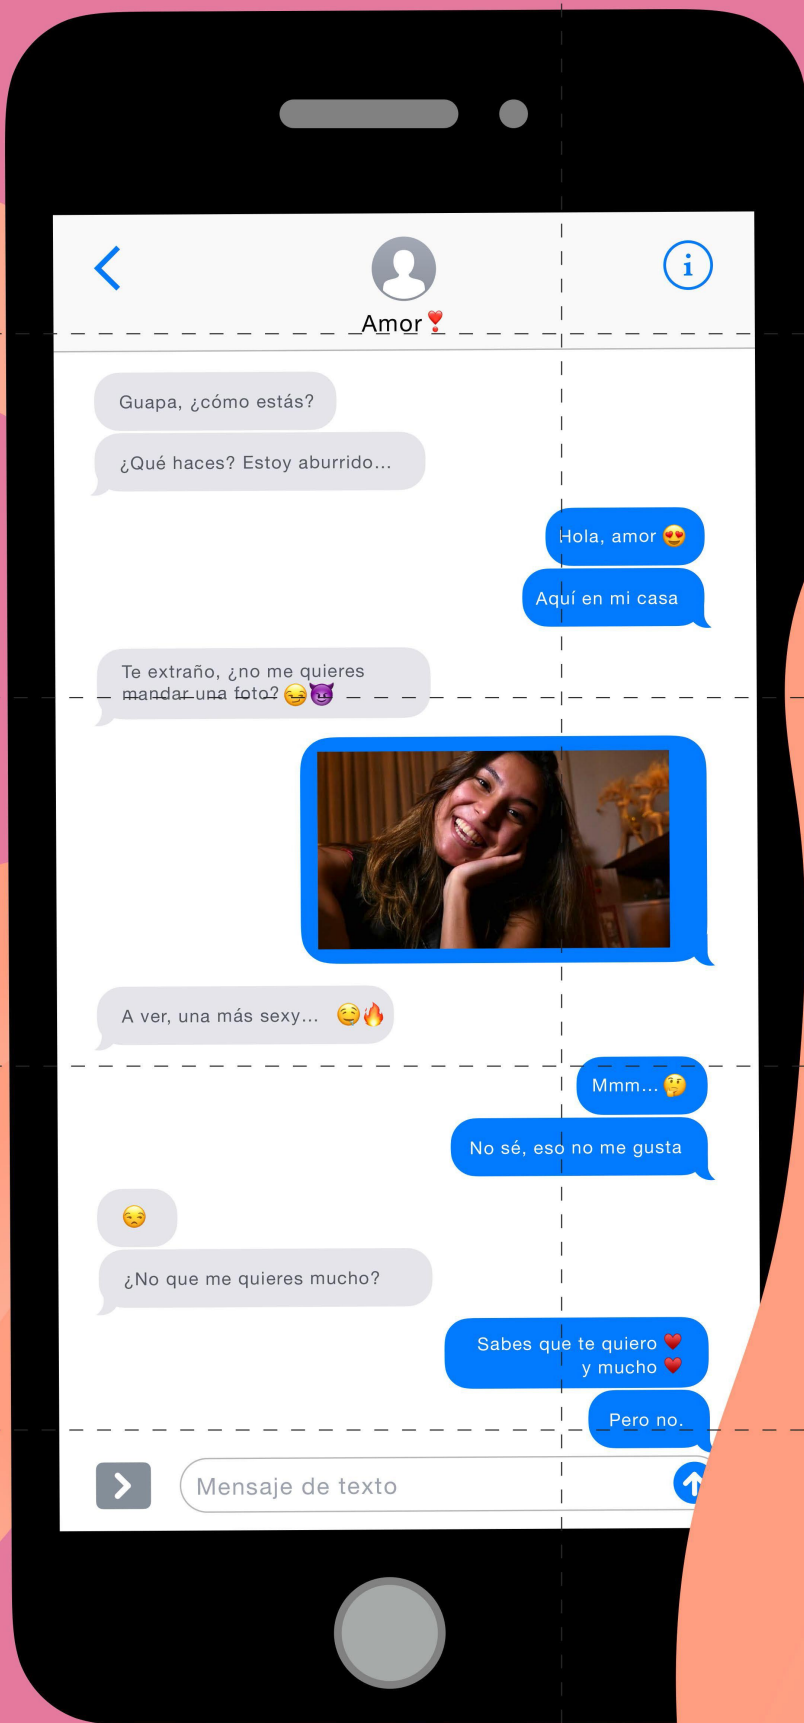 Amor❣️
Guapa, ¿cómo estás?
¿Qué haces? Estoy aburrido...
Hola, amor 😍
Aquí en mi casa
Te extraño, ¿no me quieres
mandar una foto? 😏😈
A ver, una más sexy... 🤤🔥
Mmm... 🤔
No sé, eso no me gusta
😒
¿No que me quieres mucho?
Sabes que te quiero ♥️
y mucho ♥️
Pero no.
Mensaje de texto